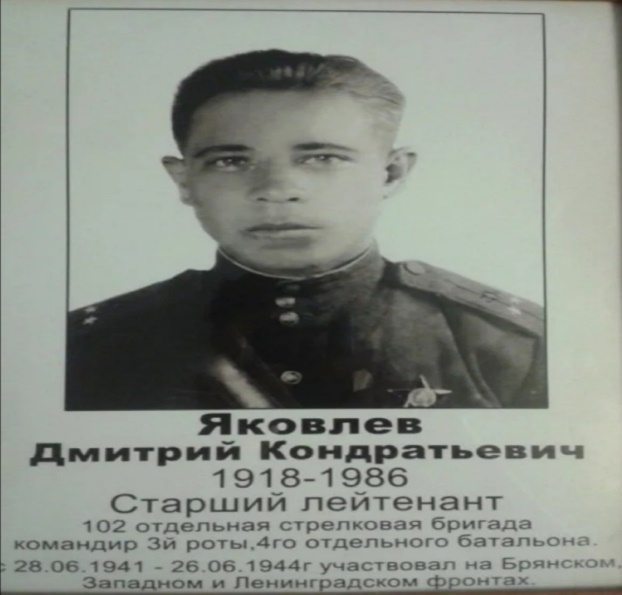 Яковлев
Дмитрий Кондратьевич
1918-1986
Старший лейтенант
102 отдельная стрелковая бригада
командир 3й роты,4го отдельного батальона.
с 28.06.1941 - 26.06.1944г участвовал на Брянском,
Западном и Ленинградском фронтах.